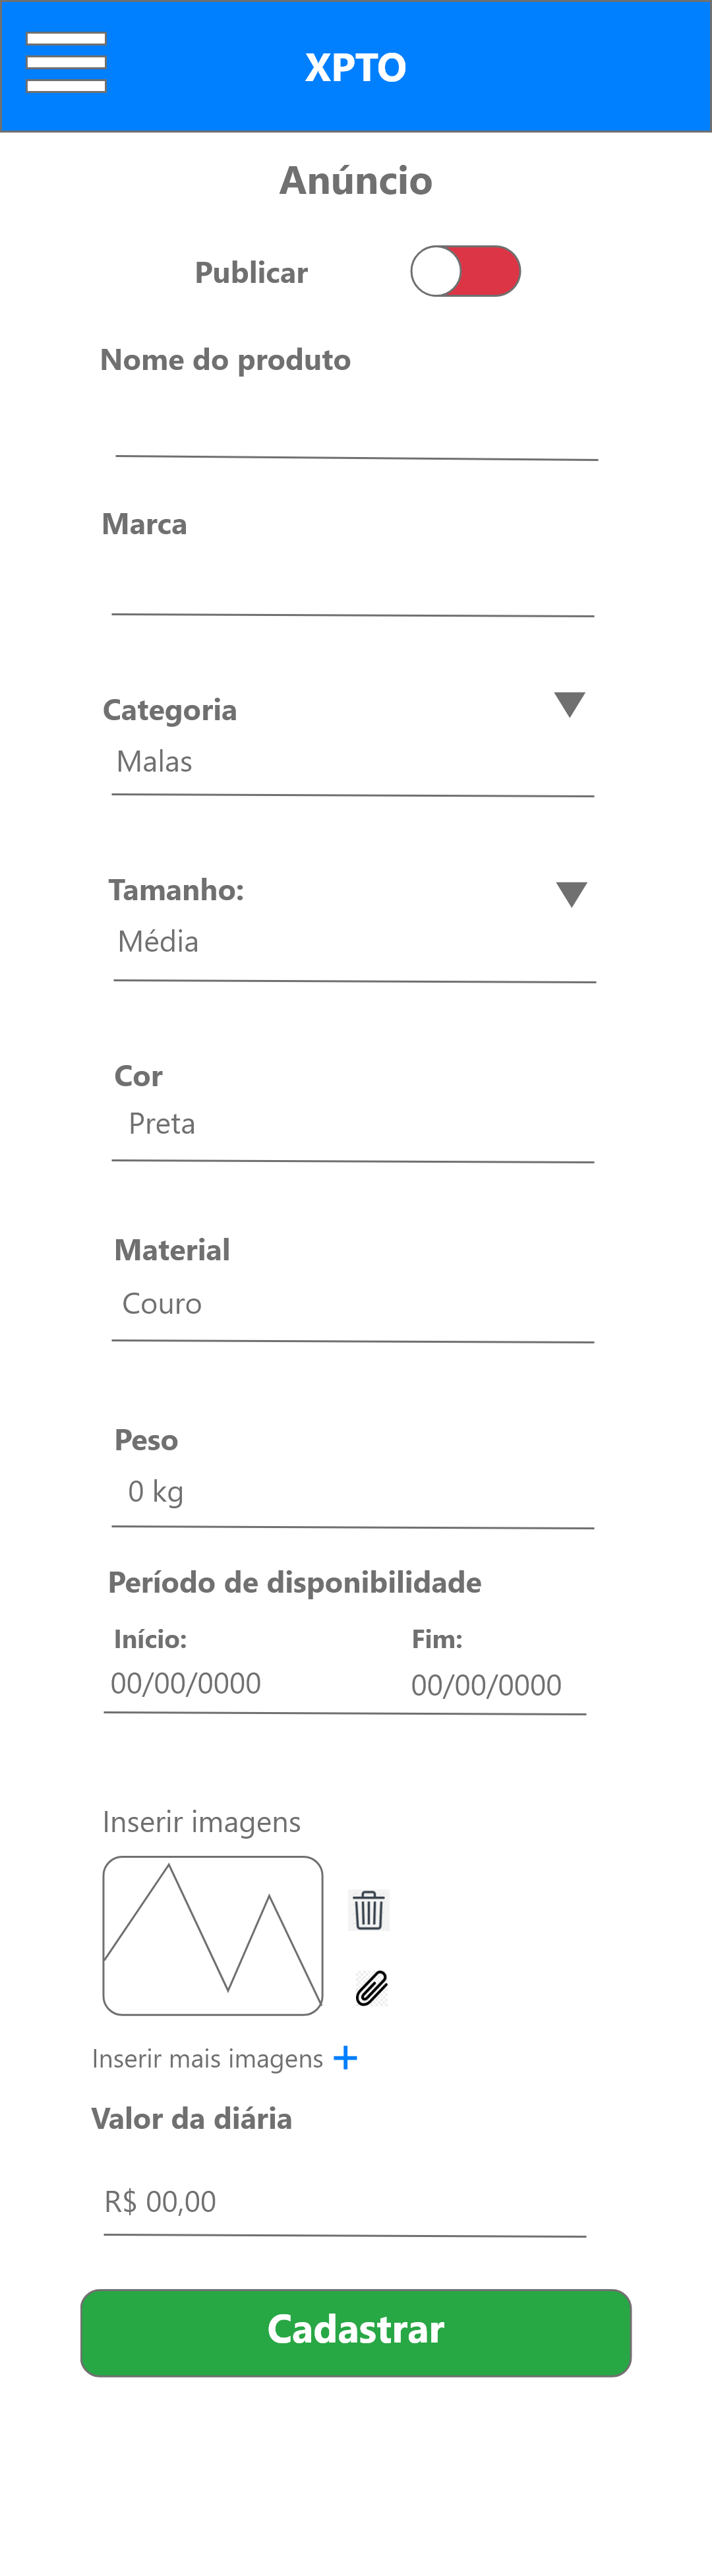 XPTO
Anúncio
Publicar
Nome do produto
Marca
Categoria
Malas
Tamanho:
Média
Cor
Preta
Material
Couro
Peso
0 kg
Período de disponibilidade
Início: Fim:
00/00/0000 00/00/0000
Inserir imagens
Inserir mais imagens +
Valor da diária
R$ 00,00
Cadastrar